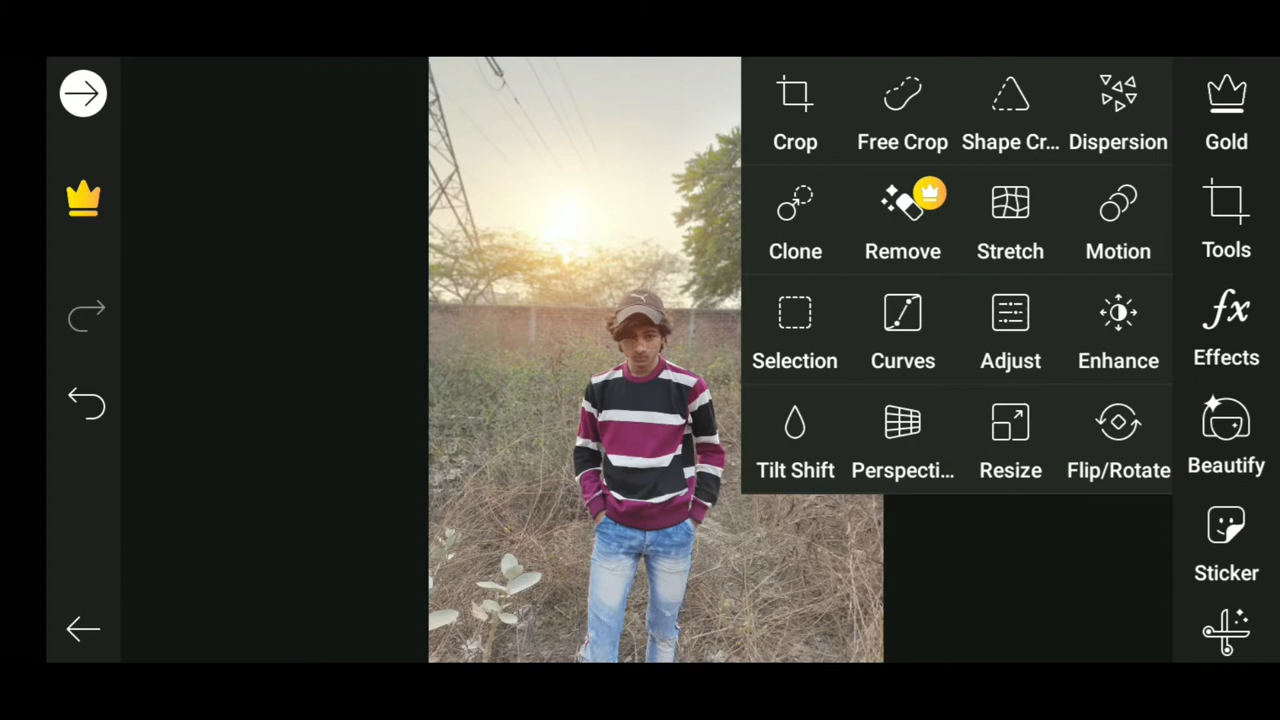 Crop Free Crop Shape Cr... Dispersion
Clone Remove Stretch Motion
Selection Curves Adjust Enhance
Tilt Shift Perspecti... Resize Flip/Rotate
Gold
Tools
fx
Effects
Beautify
Sticker